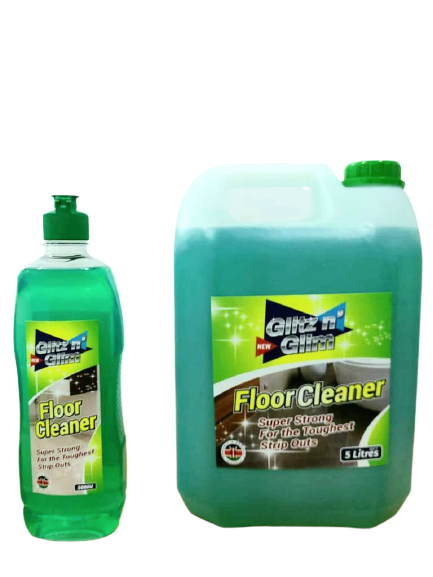 Glitz n'
NEW
Glim
Floor
Cleaner
Super Strong
For the Toughest
Strip Outs
500ml
Glitz n'
NEW
Glim
Floor Cleaner
Super Strong
For the Toughest
Strip Outs
5 Litres